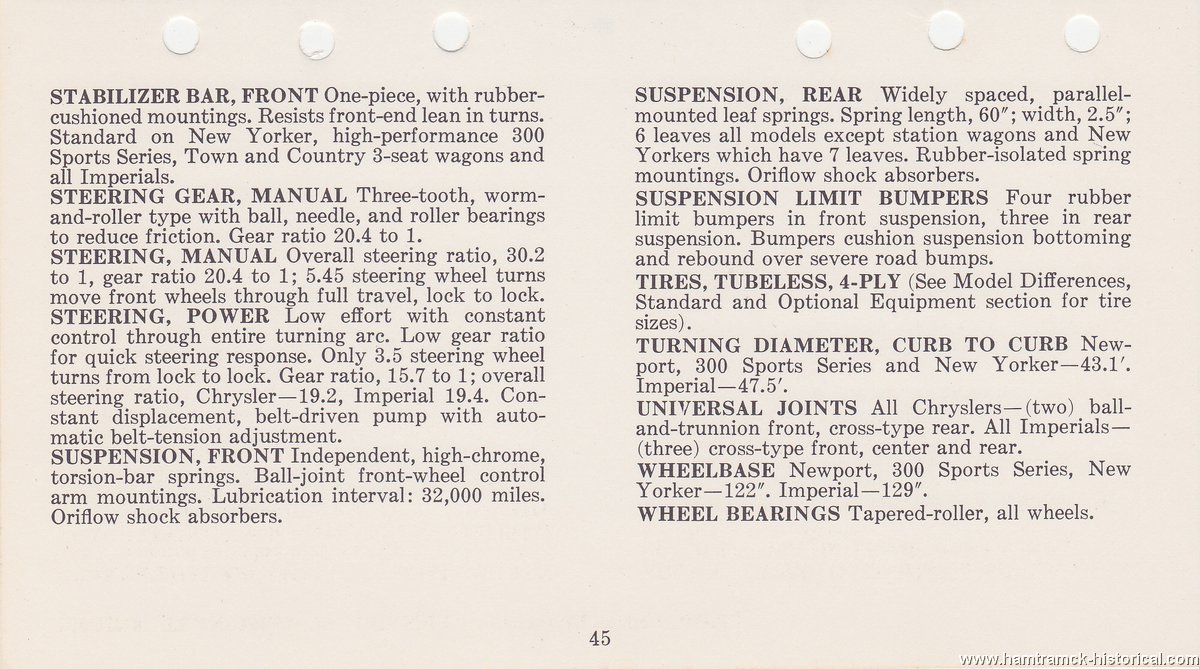 STABILIZER BAR, FRONT One-piece, with rubber-
cushioned mountings. Resists front-end lean in turns.
Standard on New Yorker, high-performance 300
Sports Series, Town and Country 3-seat wagons and
all Imperials.
STEERING GEAR, MANUAL Three-tooth, worm-
and-roller type with ball, needle, and roller bearings
to reduce friction. Gear ratio 20.4 to 1.
STEERING, MANUAL Overall steering ratio, 30.2
to 1, gear ratio 20.4 to 1; 5.45 steering wheel turns
move front wheels through full travel, lock to lock.
STEERING, POWER Low effort with constant
control through entire turning arc. Low gear ratio
for quick steering response. Only 3.5 steering wheel
turns from lock to lock. Gear ratio, 15.7 to 1; overall
steering ratio, Chrysler—19.2, Imperial 19.4. Con-
stant displacement, belt-driven pump with auto-
matic belt-tension adjustment.
SUSPENSION, FRONT Independent, high-chrome,
torsion-bar springs. Ball-joint front-wheel control
arm mountings. Lubrication interval: 32,000 miles.
Oriflow shock absorbers.
SUSPENSION, REAR Widely spaced, parallel-
mounted leaf springs. Spring length, 60″; width, 2.5″;
6 leaves all models except station wagons and New
Yorkers which have 7 leaves. Rubber-isolated spring
mountings. Oriflow shock absorbers.
SUSPENSION LIMIT BUMPERS Four rubber
limit bumpers in front suspension, three in rear
suspension. Bumpers cushion suspension bottoming
and rebound over severe road bumps.
TIRES, TUBELESS, 4-PLY (See Model Differences,
Standard and Optional Equipment section for tire
sizes).
TURNING DIAMETER, CURB TO CURB New-
port, 300 Sports Series and New Yorker—43.1′.
Imperial—47.5′.
UNIVERSAL JOINTS All Chryslers—(two) ball-
and-trunnion front, cross-type rear. All Imperials—
(three) cross-type front, center and rear.
WHEELBASE Newport, 300 Sports Series, New
Yorker—122″. Imperial—129″.
WHEEL BEARINGS Tapered-roller, all wheels.
45
www.hamtramck-historical.com